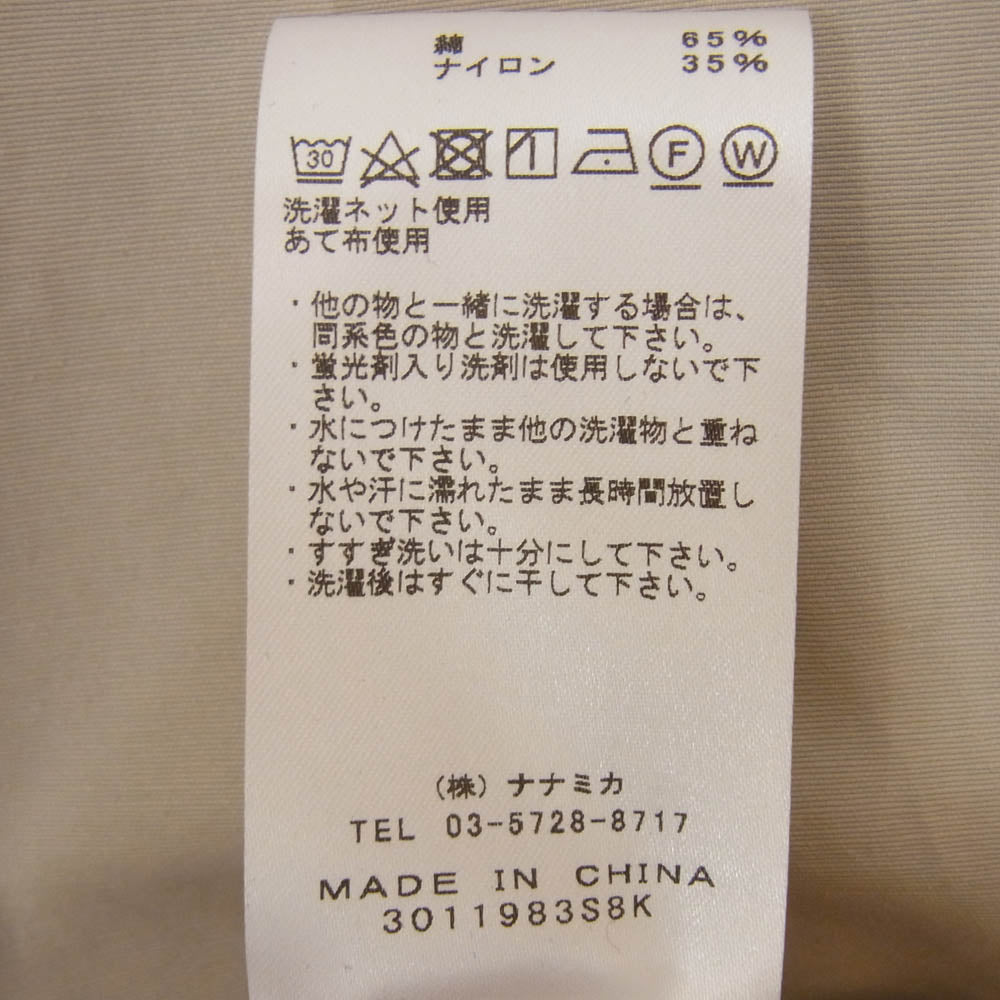 綿 65%
ナイロン 35%
30 F W
洗濯ネット使用
あて布使用
・他の物と一緒に洗濯する場合は、
同系色の物と洗濯して下さい。
・蛍光剤入り洗剤は使用しないで下
さい。
・水につけたまま他の洗濯物と重ね
ないで下さい。
・水や汗に濡れたまま長時間放置し
ないで下さい。
・すすぎ洗いは十分にして下さい。
・洗濯後はすぐに干して下さい。
(株)ナナミカ
TEL 03-5728-8717
MADE IN CHINA
3011983S8K